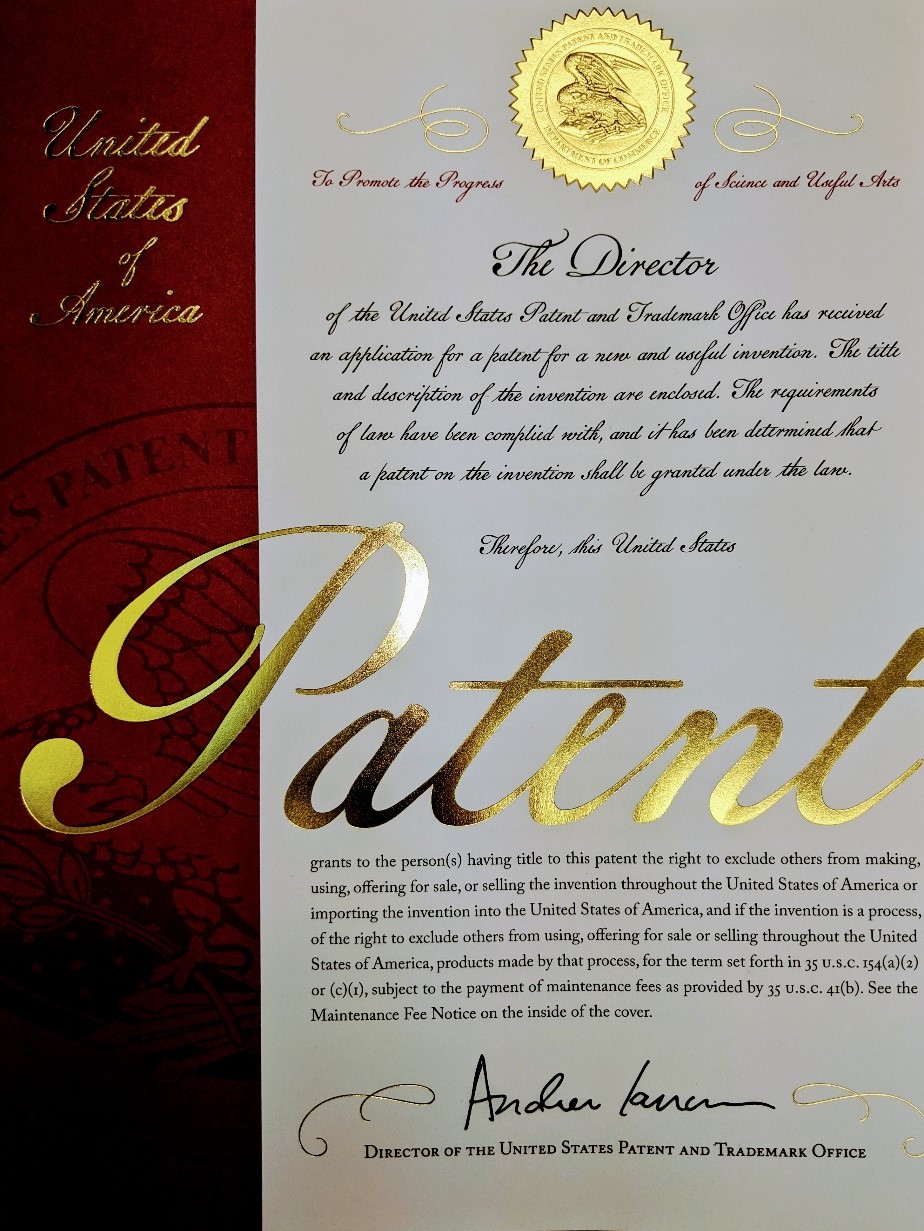 United
States
of
America
UNITED STATES PATENT AND TRADEMARK OFFICE
DEPARTMENT OF COMMERCE
To Promote the Progress
of Science and Useful Arts
The Director
of the United States Patent and Trademark Office has received
an application for a patent for a new and useful invention. The title
and description of the invention are enclosed. The requirements
of law have been complied with, and it has been determined that
a patent on the invention shall be granted under the law.
Therefore, this United States
ES PATENT
Patent
grants to the person(s) having title to this patent the right to exclude others from making,
using, offering for sale, or selling the invention throughout the United States of America or
importing the invention into the United States of America, and if the invention is a process,
of the right to exclude others from using, offering for sale or selling throughout the United
States of America, products made by that process, for the term set forth in 35 U.S.C. 154(a)(2)
or (c)(1), subject to the payment of maintenance fees as provided by 35 U.S.C. 41(b). See the
Maintenance Fee Notice on the inside of the cover.
Andrei Iancu
DIRECTOR OF THE UNITED STATES PATENT AND TRADEMARK OFFICE